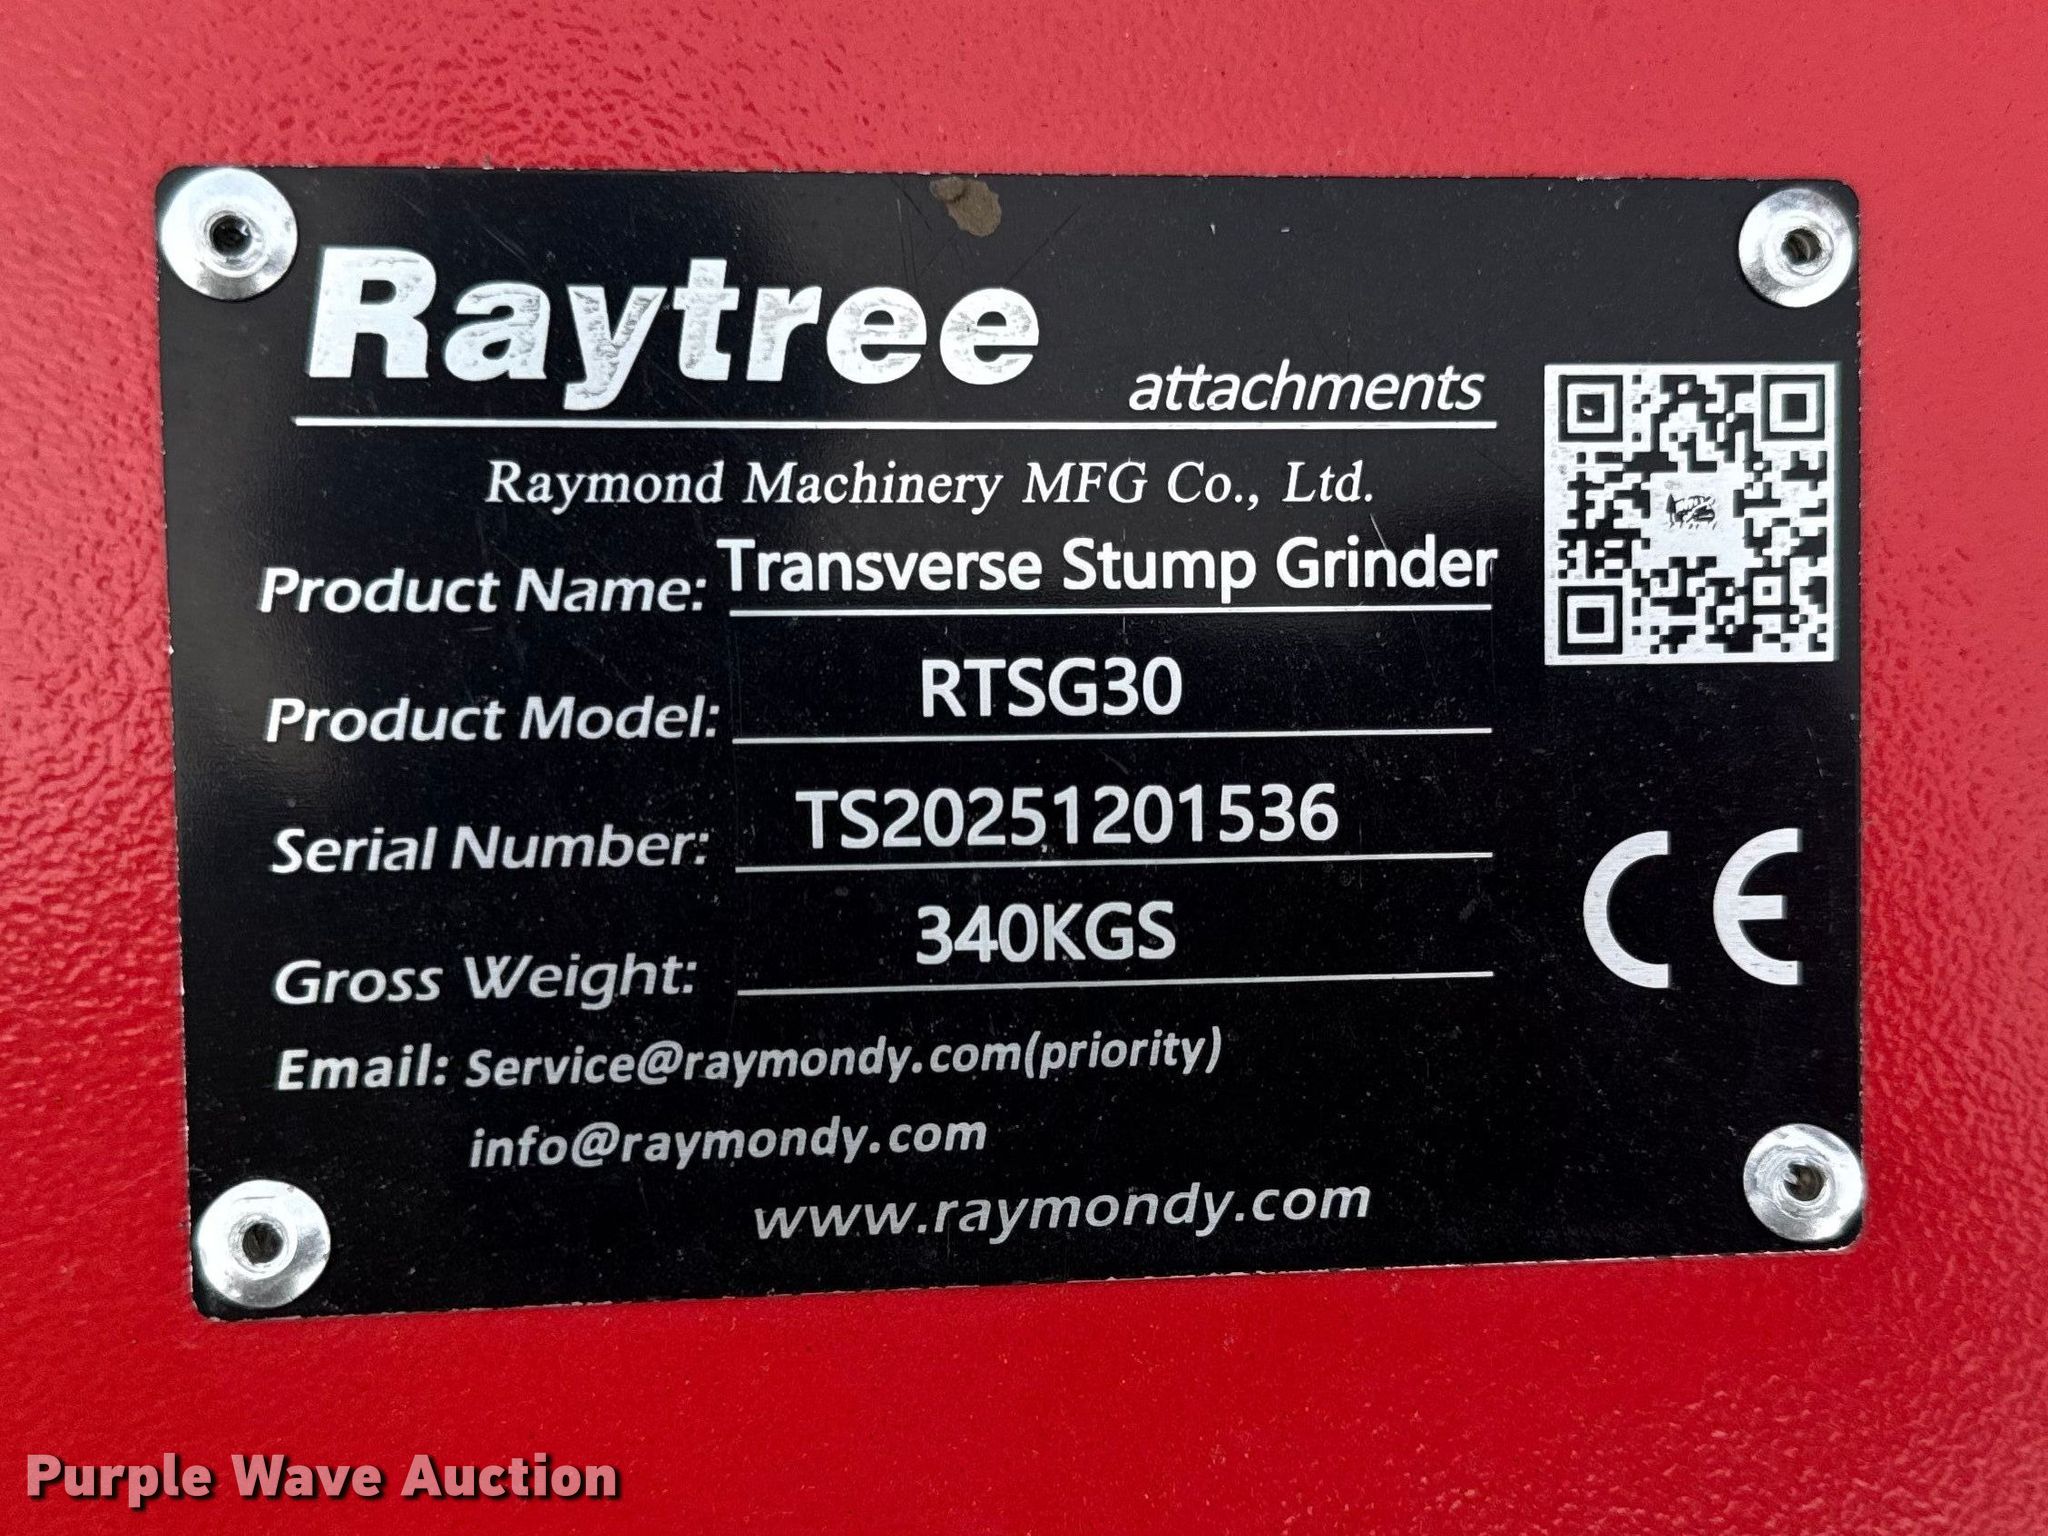 Raytree
attachments
Raymond Machinery MFG Co., Ltd.
Product Name: Transverse Stump Grinder
Product Model: RTSG30
Serial Number: TS20251201536
Gross Weight: 340KGS
Email: Service@raymondy.com(priority)
info@raymondy.com
www.raymondy.com
CE
Purple Wave Auction